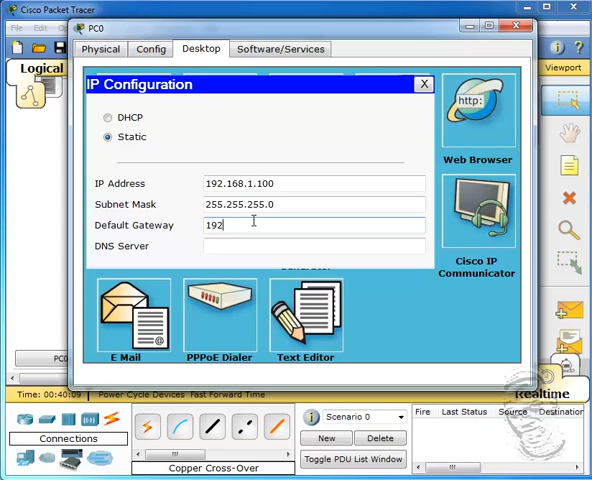 Cisco Packet Tracer
PC0
Physical
Config
Desktop
Software/Services
Logical
Viewport
IP Configuration
X
DHCP
Static
IP Address
192.168.1.100
Subnet Mask
255.255.255.0
Default Gateway
192
DNS Server
http:
Web Browser
Cisco IP
Communicator
E Mail
PPPoE Dialer
Text Editor
PC0
Time: 00:40:09
Power Cycle Devices
Fast Forward Time
Realtime
Connections
Copper Cross-Over
Scenario 0
New
Delete
Toggle PDU List Window
Fire
Last Status
Source
Destination